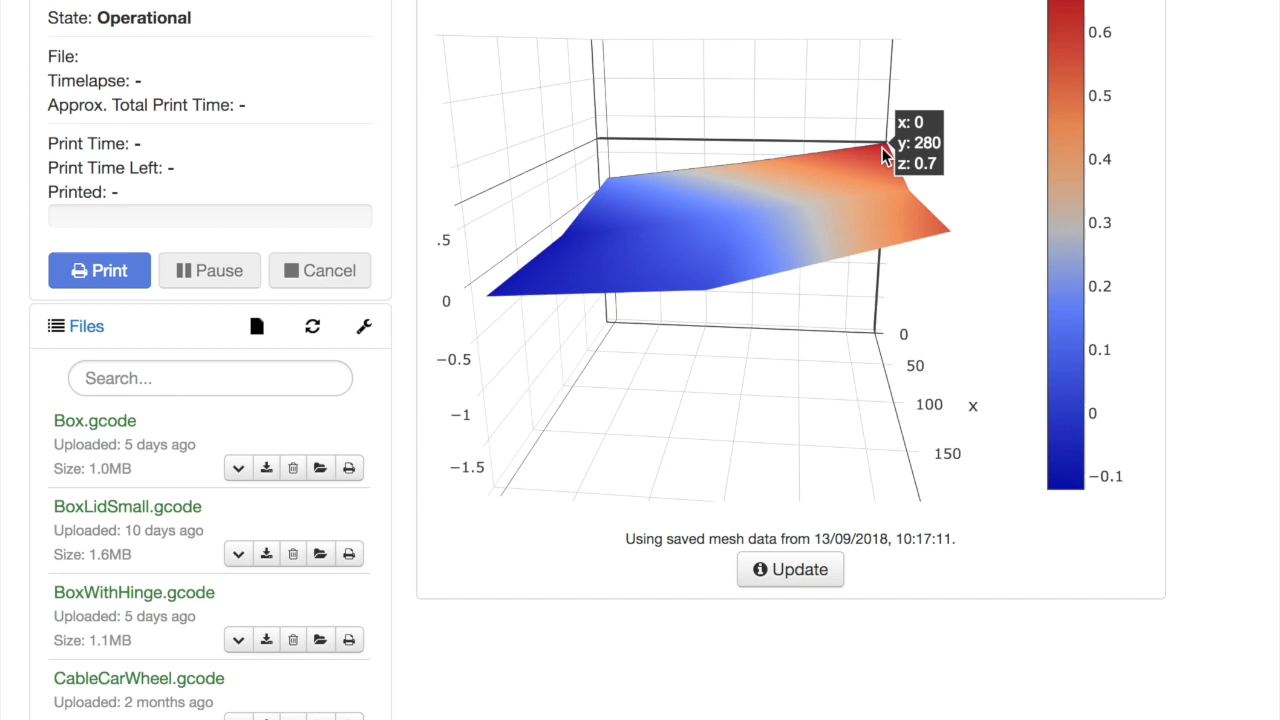 State: Operational
File:
Timelapse: -
Approx. Total Print Time: -
Print Time: -
Print Time Left: -
Printed: -
Print
Pause
Cancel
Files
Search...
Box.gcode
Uploaded: 5 days ago
Size: 1.0MB
BoxLidSmall.gcode
Uploaded: 10 days ago
Size: 1.6MB
BoxWithHinge.gcode
Uploaded: 5 days ago
Size: 1.1MB
CableCarWheel.gcode
Uploaded: 2 months ago
x: 0
y: 280
z: 0.7
.5
0
−0.5
−1
−1.5
0
50
100
150
x
0.6
0.5
0.4
0.3
0.2
0.1
0
−0.1
Using saved mesh data from 13/09/2018, 10:17:11.
Update